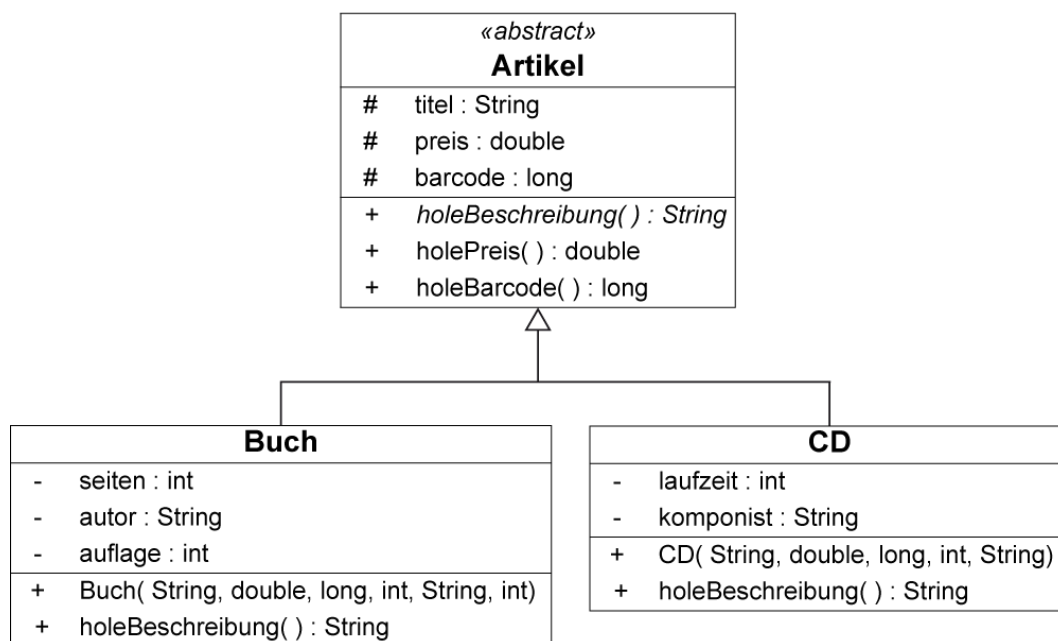 «abstract»
Artikel
# titel : String
# preis : double
# barcode : long
+ holeBeschreibung( ) : String
+ holePreis( ) : double
+ holeBarcode( ) : long
Buch
- seiten : int
- autor : String
- auflage : int
+ Buch( String, double, long, int, String, int)
+ holeBeschreibung( ) : String
CD
- laufzeit : int
- komponist : String
+ CD( String, double, long, int, String)
+ holeBeschreibung( ) : String